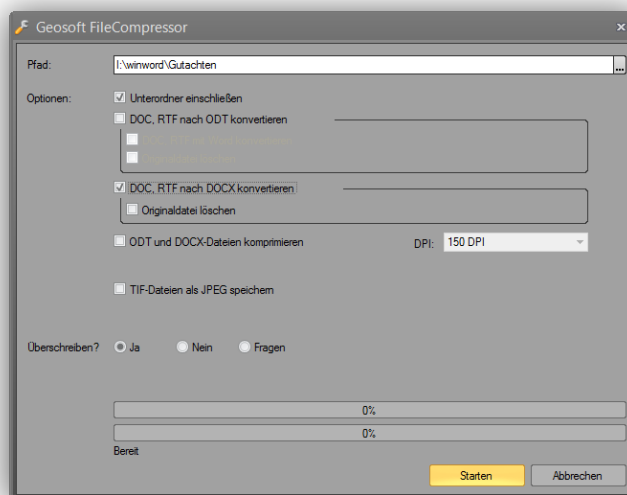 Geosoft FileCompressor
Pfad: I:\winword\Gutachten ...
Optionen: Unterordner einschließen
DOC, RTF nach ODT konvertieren
DOC, RTF nach DOCX konvertieren
Originaldatei löschen
ODT und DOCX-Dateien komprimieren DPI: 150 DPI
TIF-Dateien als JPEG speichern
Überschreiben? Ja Nein Fragen
0%
0%
Bereit
Starten Abbrechen